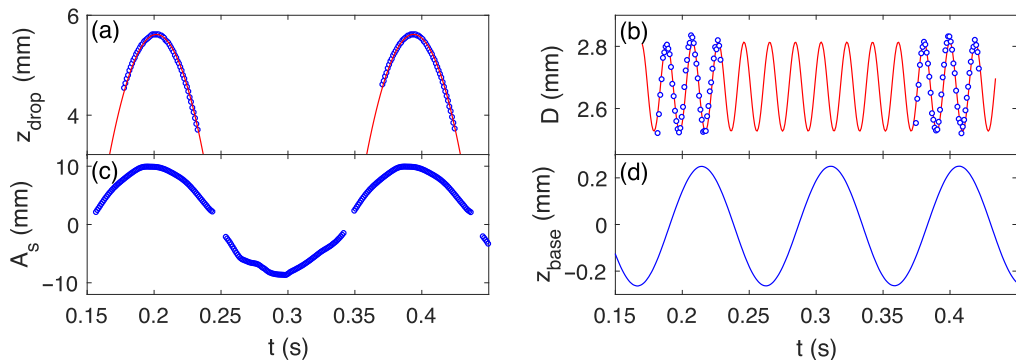 (a)
6
4
z_drop (mm)
(b)
2.8
2.6
D (mm)
(c)
10
0
−10
A_s (mm)
0.15 0.2 0.25 0.3 0.35 0.4
t (s)
(d)
0.2
0
−0.2
z_base (mm)
0.15 0.2 0.25 0.3 0.35 0.4
t (s)